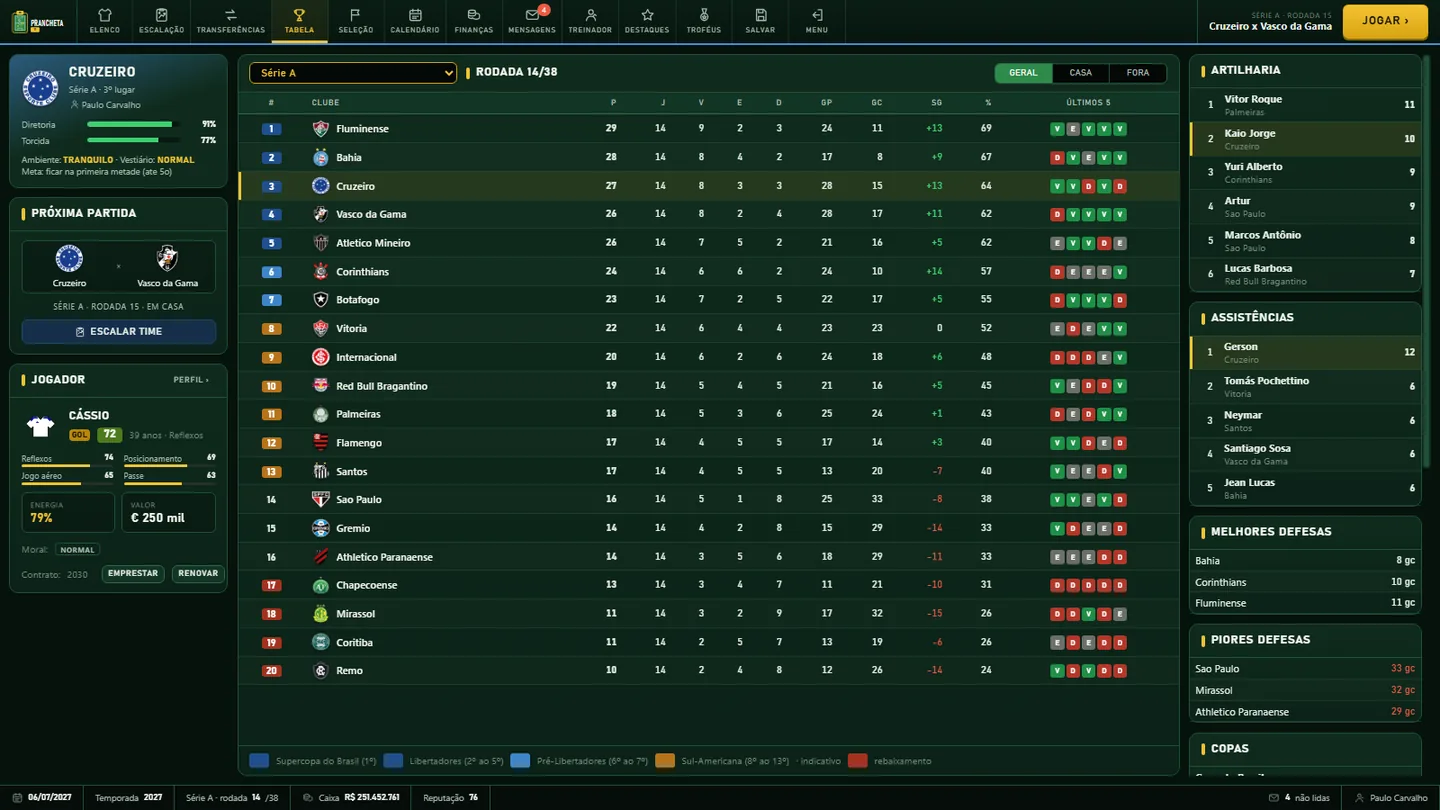 PRANCHETA
ELENCO
ESCALAÇÃO
TRANSFERÊNCIAS
TABELA
SELEÇÃO
CALENDÁRIO
FINANÇAS
4
MENSAGENS
TREINADOR
DESTAQUES
TROFÉUS
SALVAR
MENU
SÉRIE A · RODADA 15
Cruzeiro x Vasco da Gama
JOGAR ›
CRUZEIRO
Série A · 3º lugar
Paulo Carvalho
Diretoria 91%
Torcida 77%
Ambiente: TRANQUILO · Vestiário: NORMAL
Meta: ficar na primeira metade (ate 5o)
PRÓXIMA PARTIDA
Cruzeiro Vasco da Gama
SÉRIE A · RODADA 15 · EM CASA
ESCALAR TIME
JOGADOR PERFIL ›
CÁSSIO
GOL 72 39 anos · Reflexos
Reflexos 74 Posicionamento 69
Jogo aéreo 65 Passe 63
ENERGIA VALOR
79% € 250 mil
Moral: NORMAL
Contrato: 2030 EMPRESTAR RENOVAR
Série A RODADA 14/38 GERAL CASA FORA
# CLUBE P J V E D GP GC SG % ÚLTIMOS 5
1 Fluminense 29 14 9 2 3 24 11 +13 69 V E V V V
2 Bahia 28 14 8 4 2 17 8 +9 67 D V E V V
3 Cruzeiro 27 14 8 3 3 28 15 +13 64 V V D V D
4 Vasco da Gama 26 14 8 2 4 28 17 +11 62 D V V V V
5 Atletico Mineiro 26 14 7 5 2 21 16 +5 62 E V V D E
6 Corinthians 24 14 6 6 2 24 10 +14 57 D E E E V
7 Botafogo 23 14 7 2 5 22 17 +5 55 D V V V D
8 Vitoria 22 14 6 4 4 23 23 0 52 E D E V V
9 Internacional 20 14 6 2 6 24 18 +6 48 D D D E V
10 Red Bull Bragantino 19 14 5 4 5 21 16 +5 45 V E D D V
11 Palmeiras 18 14 5 3 6 25 24 +1 43 D E D V V
12 Flamengo 17 14 4 5 5 17 14 +3 40 V V D E D
13 Santos 17 14 4 5 5 13 20 -7 40 V E E D V
14 Sao Paulo 16 14 5 1 8 25 33 -8 38 V V E V D
15 Gremio 14 14 4 2 8 15 29 -14 33 V D E E D
16 Athletico Paranaense 14 14 3 5 6 18 29 -11 33 E E E D D
17 Chapecoense 13 14 3 4 7 11 21 -10 31 D D D D D
18 Mirassol 11 14 3 2 9 17 32 -15 26 D D V D E
19 Coritiba 11 14 2 5 7 13 19 -6 26 E D E D D
20 Remo 10 14 2 4 8 12 26 -14 24 V D V D D
Supercopa do Brasil (1º) Libertadores (2º ao 5º) Pré-Libertadores (6º ao 7º) Sul-Americana (8º ao 13º) · indicativo rebaixamento
ARTILHARIA
1 Vitor Roque 11
Palmeiras
2 Kaio Jorge 10
Cruzeiro
3 Yuri Alberto 9
Corinthians
4 Artur 9
Sao Paulo
5 Marcos Antônio 8
Sao Paulo
6 Lucas Barbosa 7
Red Bull Bragantino
ASSISTÊNCIAS
1 Gerson 12
Cruzeiro
2 Tomás Pochettino 6
Vitoria
3 Neymar 6
Santos
4 Santiago Sosa 6
Vasco da Gama
5 Jean Lucas 6
Bahia
MELHORES DEFESAS
Bahia 8 gc
Corinthians 10 gc
Fluminense 11 gc
PIORES DEFESAS
Sao Paulo 33 gc
Mirassol 32 gc
Athletico Paranaense 29 gc
COPAS
06/07/2027 Temporada 2027 Série A · rodada 14 /38 Caixa R$ 251.452.761 Reputação 76 4 não lidas Paulo Carvalho